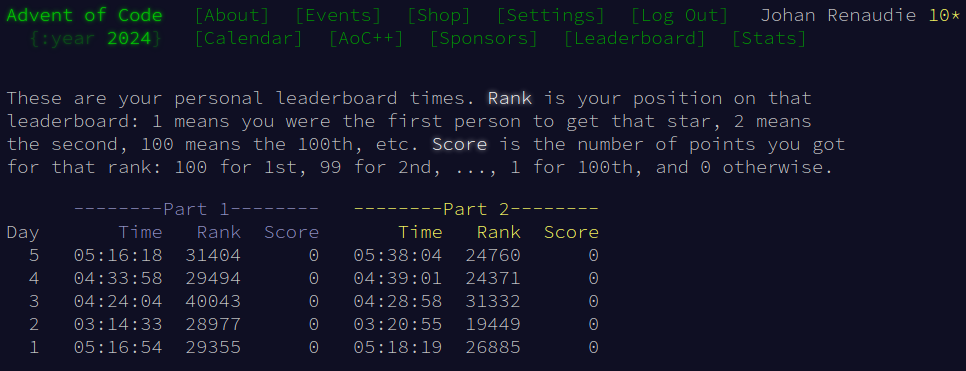 Advent of Code [About] [Events] [Shop] [Settings] [Log Out] Johan Renaudie 10*
{:year 2024} [Calendar] [AoC++] [Sponsors] [Leaderboard] [Stats]
These are your personal leaderboard times. Rank is your position on that
leaderboard: 1 means you were the first person to get that star, 2 means
the second, 100 means the 100th, etc. Score is the number of points you got
for that rank: 100 for 1st, 99 for 2nd, ..., 1 for 100th, and 0 otherwise.
--------Part 1-------- --------Part 2--------
Day Time Rank Score Time Rank Score
5 05:16:18 31404 0 05:38:04 24760 0
4 04:33:58 29494 0 04:39:01 24371 0
3 04:24:04 40043 0 04:28:58 31332 0
2 03:14:33 28977 0 03:20:55 19449 0
1 05:16:54 29355 0 05:18:19 26885 0